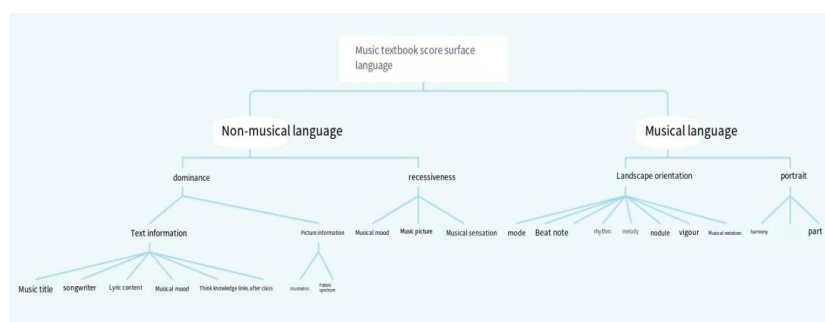 Music textbook score surface
language
Non-musical language
Musical language
dominance
recessiveness
Landscape orientation
portrait
Text information
Picture information
Musical mood
Music picture
Musical sensation
mode
Beat note
rhythm
melody
nodule
vigour
Musical notation
harmony
part
Music title
songwriter
Lyric content
Musical mood
Think knowledge links after class